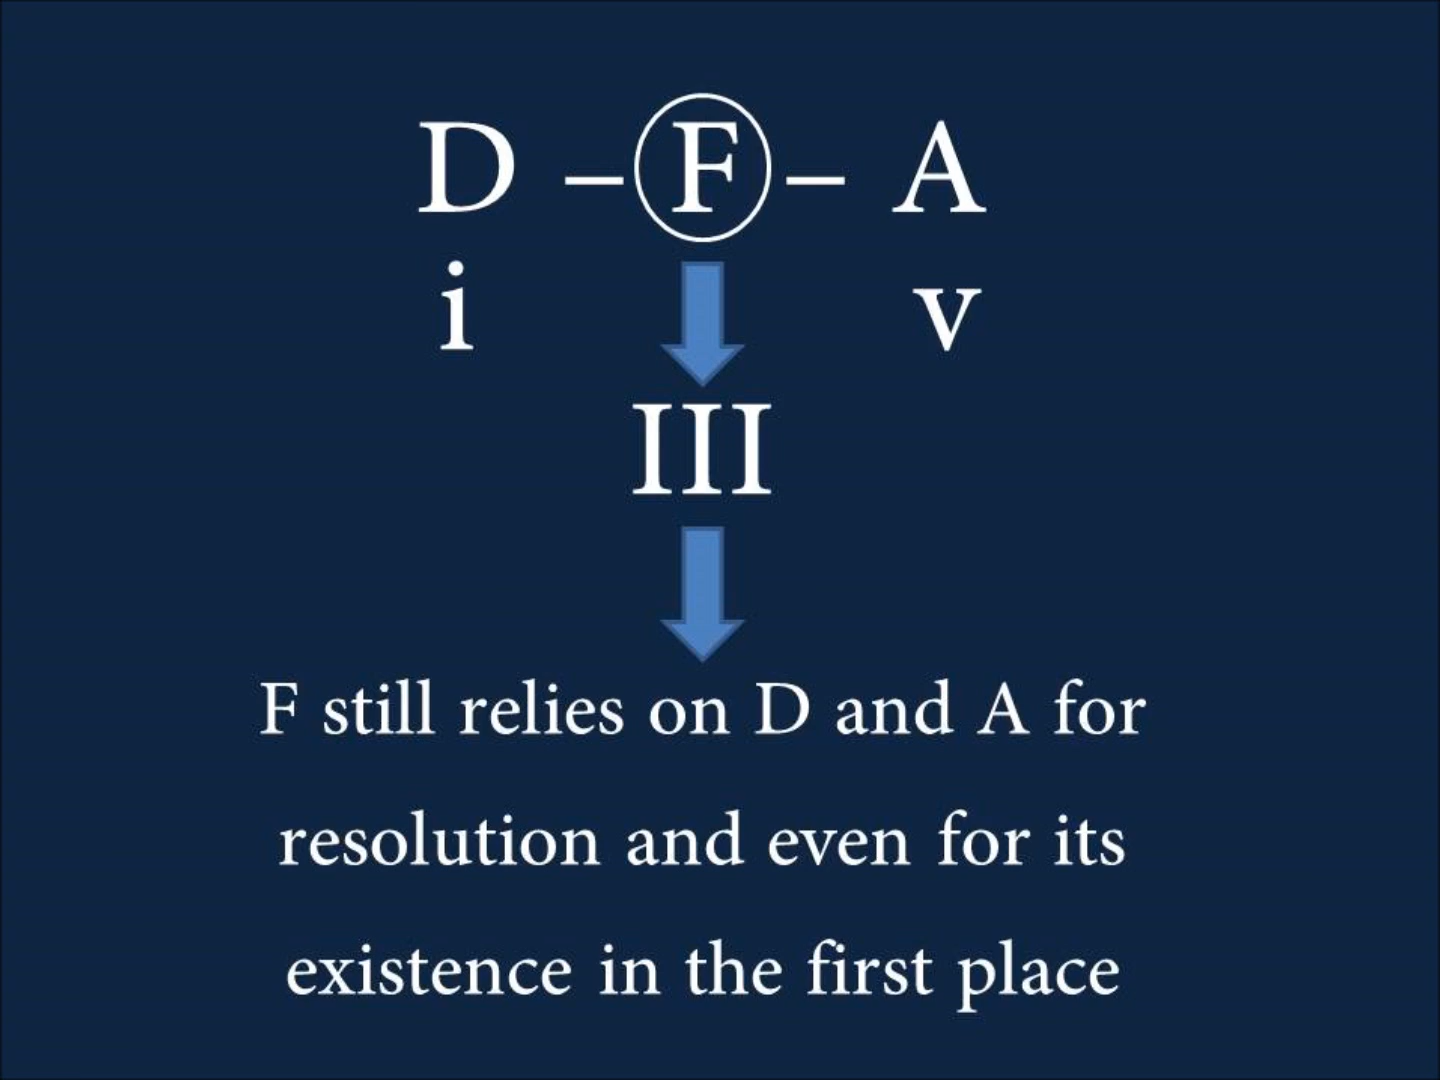 D – F – A
i v
III
F still relies on D and A for
resolution and even for its
existence in the first place